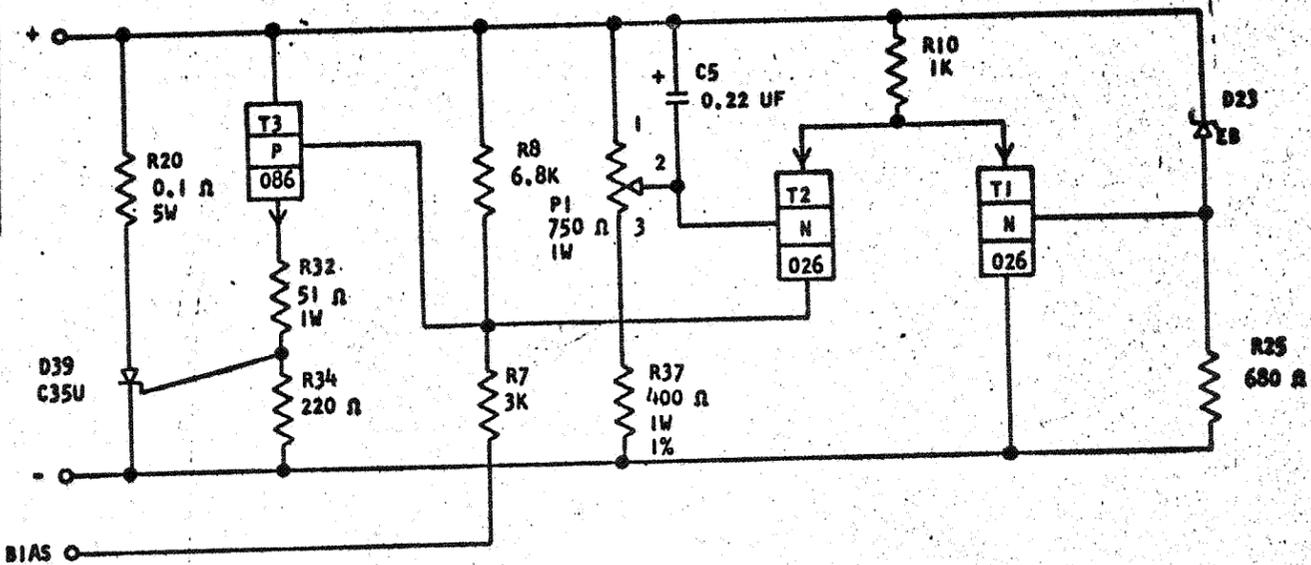 +
R20
0.1 Ω
5W
T3
P
086
R32
51 Ω
1W
R34
220 Ω
D39
C35U
R8
6.8K
R7
3K
1
2
3
P1
750 Ω
1W
+
C5
0.22 UF
R37
400 Ω
1W
1%
R10
1K
T2
N
026
T1
N
026
D23
EB
R25
680 Ω
-
BIAS